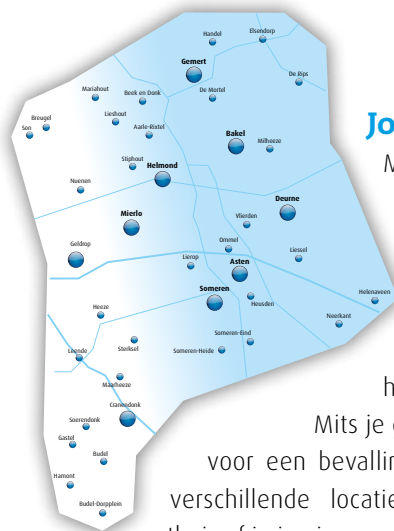 Elsendorp
Handel
Gemert
De Rips
Mariahout
Beek en Donk
De Mortel
Breugel
Lieshout
Son
Aarle-Rixtel
Bakel
Milheeze
Stiphout
Helmond
Nuenen
Deurne
Mierlo
Vlierden
Geldrop
Ommel
Liessel
Lierop
Asten
Someren
Heusden
Helenaveen
Heeze
Neerkant
Sterksel
Someren-Eind
Leende
Someren-Heide
Maarheeze
Cranendonk
Soerendonk
Gastel
Budel
Hamont
Budel-Dorpplein
Jo
M
h
Mits je
voor een bevallin
verschillende locatie